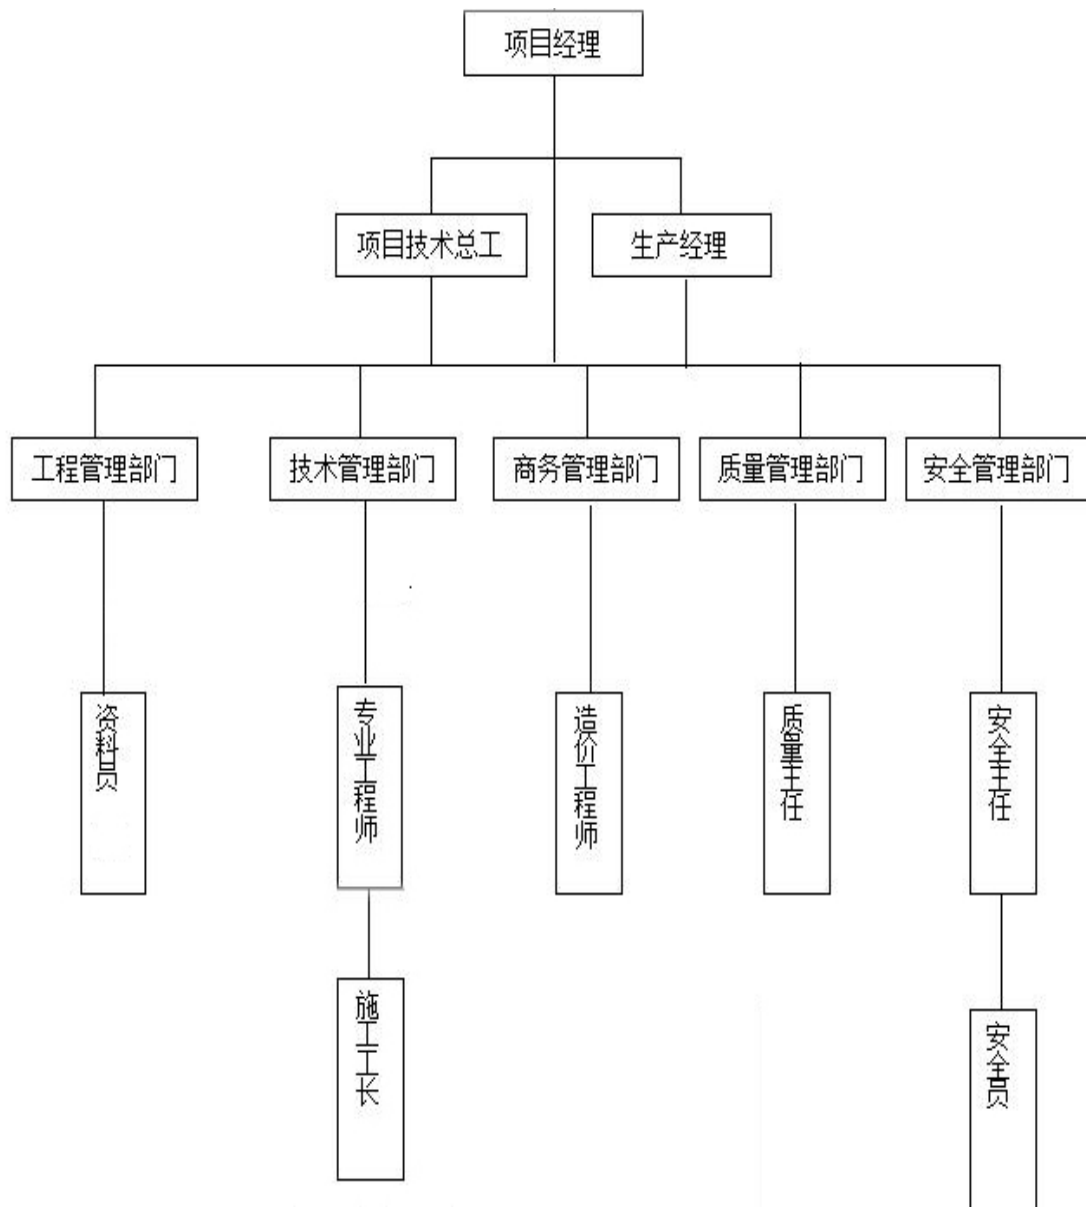 项目经理
项目技术总工
生产经理
工程管理部门
技术管理部门
商务管理部门
质量管理部门
安全管理部门
资料员
专业工程师
造价工程师
质量主任
安全主任
施工工长
安全员